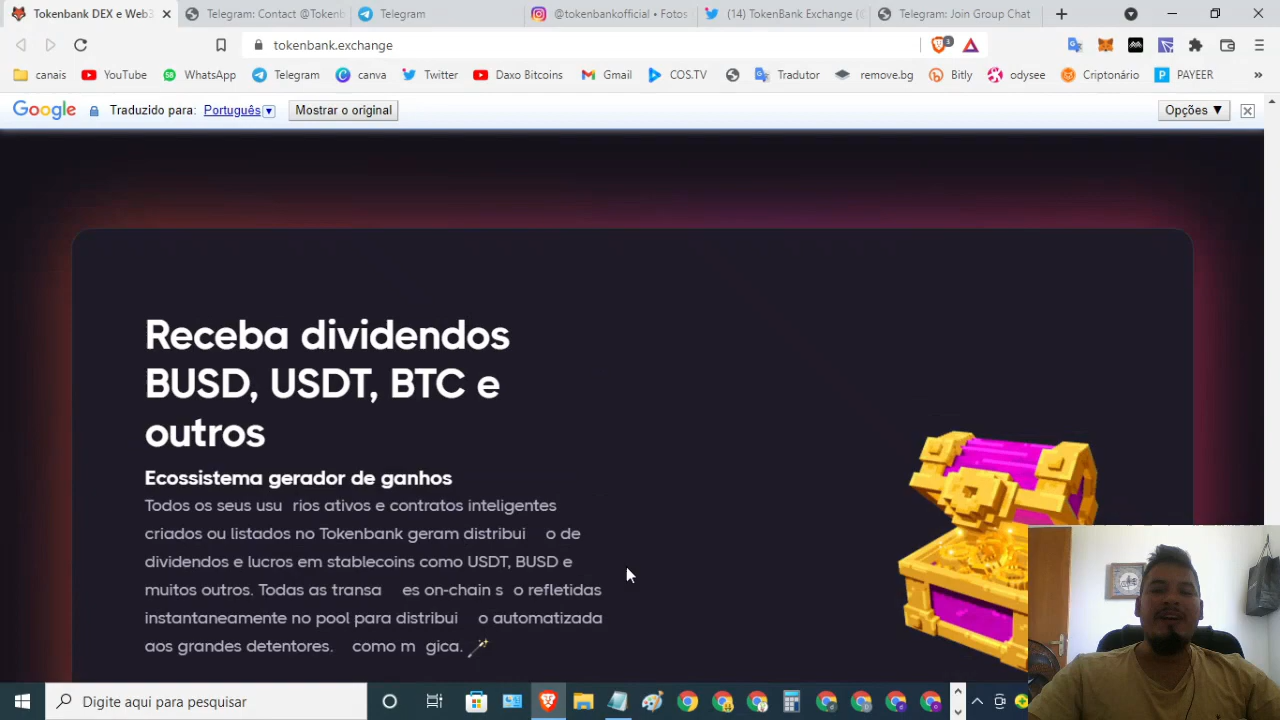 Tokenbank DEX e Web3
Telegram: Contact @Tokenb
Telegram
@tokenbankofficial • Fotos
(14) TokenBank Exchange (
Telegram: Join Group Chat
tokenbank.exchange
3
canais
YouTube
WhatsApp
Telegram
canva
Twitter
Daxo Bitcoins
Gmail
COS.TV
Tradutor
remove.bg
Bitly
odysee
Criptonário
PAYEER
»
Google
Traduzido para: Português
Mostrar o original
Opções ▼
Receba dividendos
BUSD, USDT, BTC e
outros
Ecossistema gerador de ganhos
Todos os seus usu rios ativos e contratos inteligentes
criados ou listados no Tokenbank geram distribui o de
dividendos e lucros em stablecoins como USDT, BUSD e
muitos outros. Todas as transa es on-chain s o refletidas
instantaneamente no pool para distribui o automatizada
aos grandes detentores. como m gica.
Digite aqui para pesquisar